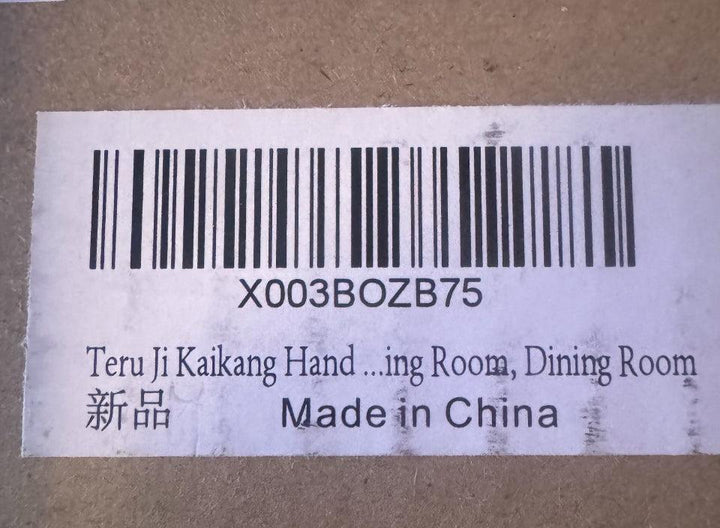 X003BOZB75
Teru Ji Kaikang Hand ...ing Room, Dining Room
新品 Made in China